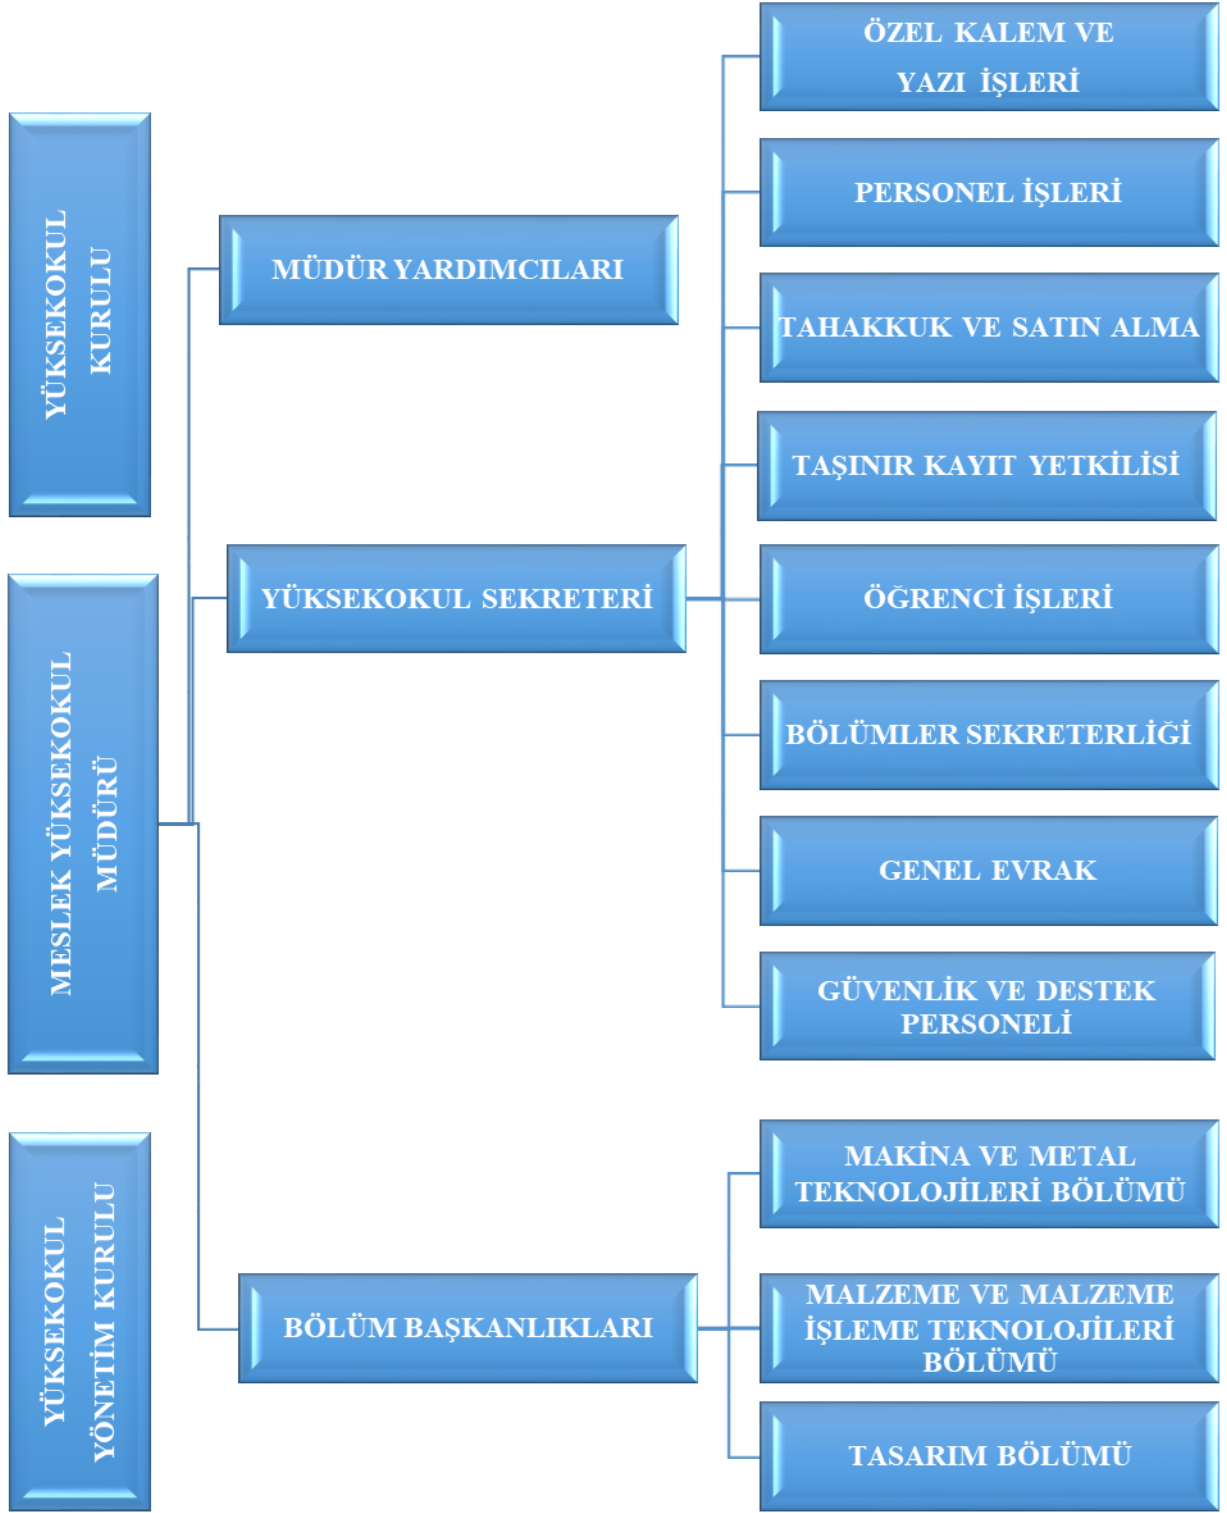 YÜKSEKOKUL
KURULU
MESLEK YÜKSEKOKUL
MÜDÜRÜ
YÜKSEKOKUL
YÖNETİM KURULU
MÜDÜR YARDIMCILARI
YÜKSEKOKUL SEKRETERİ
BÖLÜM BAŞKANLIKLARI
ÖZEL KALEM VE
YAZI İŞLERİ
PERSONEL İŞLERİ
TAHAKKUK VE SATIN ALMA
TAŞINIR KAYIT YETKİLİSİ
ÖĞRENCİ İŞLERİ
BÖLÜMLER SEKRETERLİĞİ
GENEL EVRAK
GÜVENLİK VE DESTEK
PERSONELİ
MAKİNA VE METAL
TEKNOLOJİLERİ BÖLÜMÜ
MALZEME VE MALZEME
İŞLEME TEKNOLOJİLERİ
BÖLÜMÜ
TASARIM BÖLÜMÜ